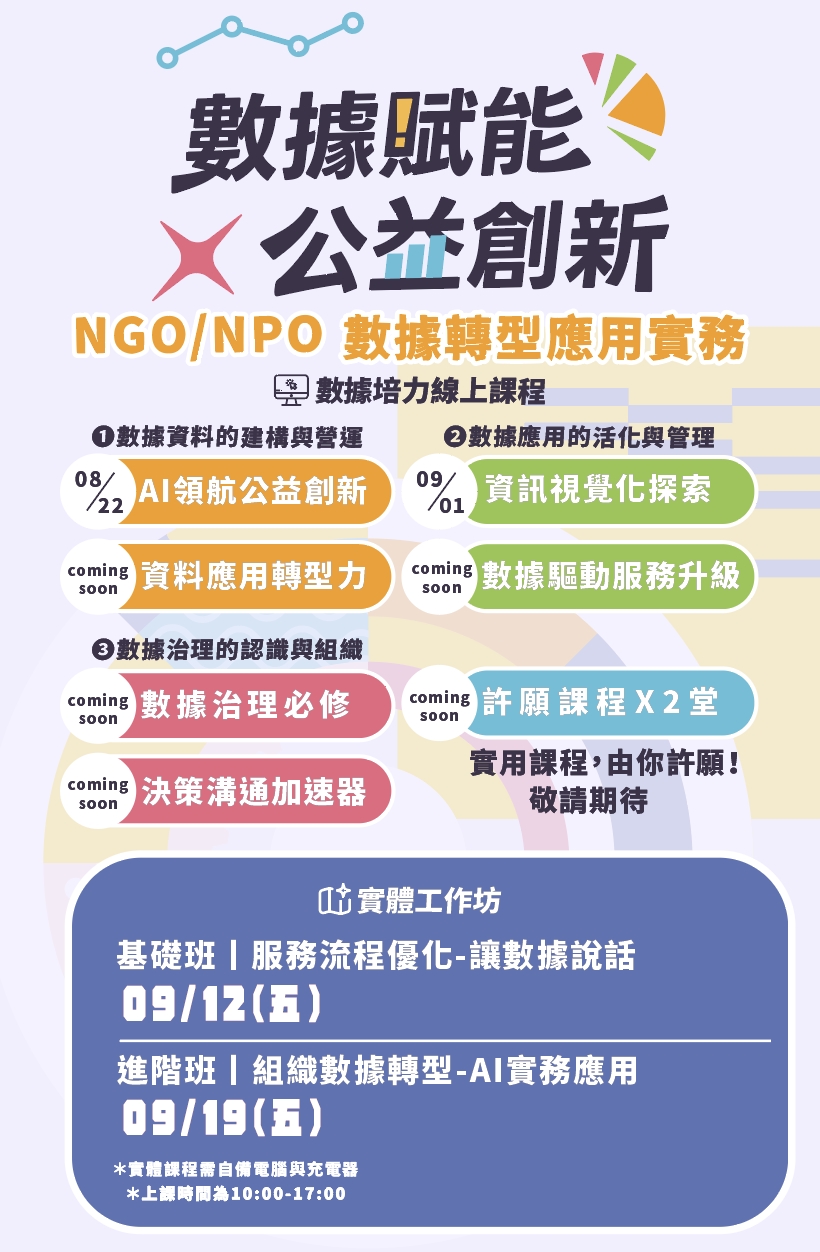 數據賦能
公益創新
NGO/NPO 數據轉型應用實務
數據培力線上課程
❶數據資料的建構與營運
08/22 AI領航公益創新
coming soon 資料應用轉型力
❷數據應用的活化與管理
09/01 資訊視覺化探索
coming soon 數據驅動服務升級
❸數據治理的認識與組織
coming soon 數據治理必修
coming soon 決策溝通加速器
coming soon 許願課程X2堂
實用課程，由你許願！
敬請期待
實體工作坊
基礎班｜服務流程優化-讓數據說話
09/12(五)
進階班｜組織數據轉型-AI實務應用
09/19(五)
＊實體課程需自備電腦與充電器
＊上課時間為10:00-17:00